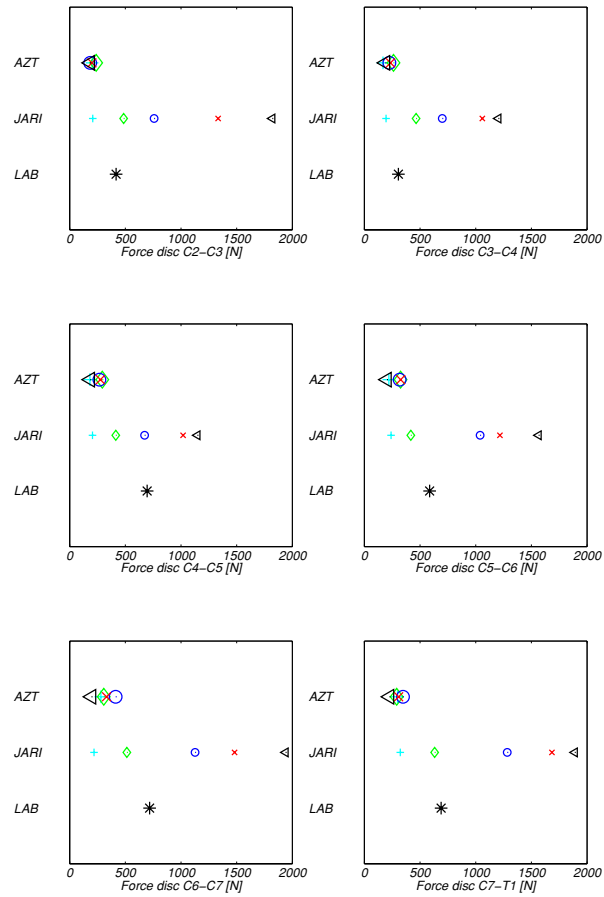 AZT
JARI
LAB
0 500 1000 1500 2000
Force disc C2−C3 [N]
AZT
JARI
LAB
0 500 1000 1500 2000
Force disc C3−C4 [N]
AZT
JARI
LAB
0 500 1000 1500 2000
Force disc C4−C5 [N]
AZT
JARI
LAB
0 500 1000 1500 2000
Force disc C5−C6 [N]
AZT
JARI
LAB
0 500 1000 1500 2000
Force disc C6−C7 [N]
AZT
JARI
LAB
0 500 1000 1500 2000
Force disc C7−T1 [N]